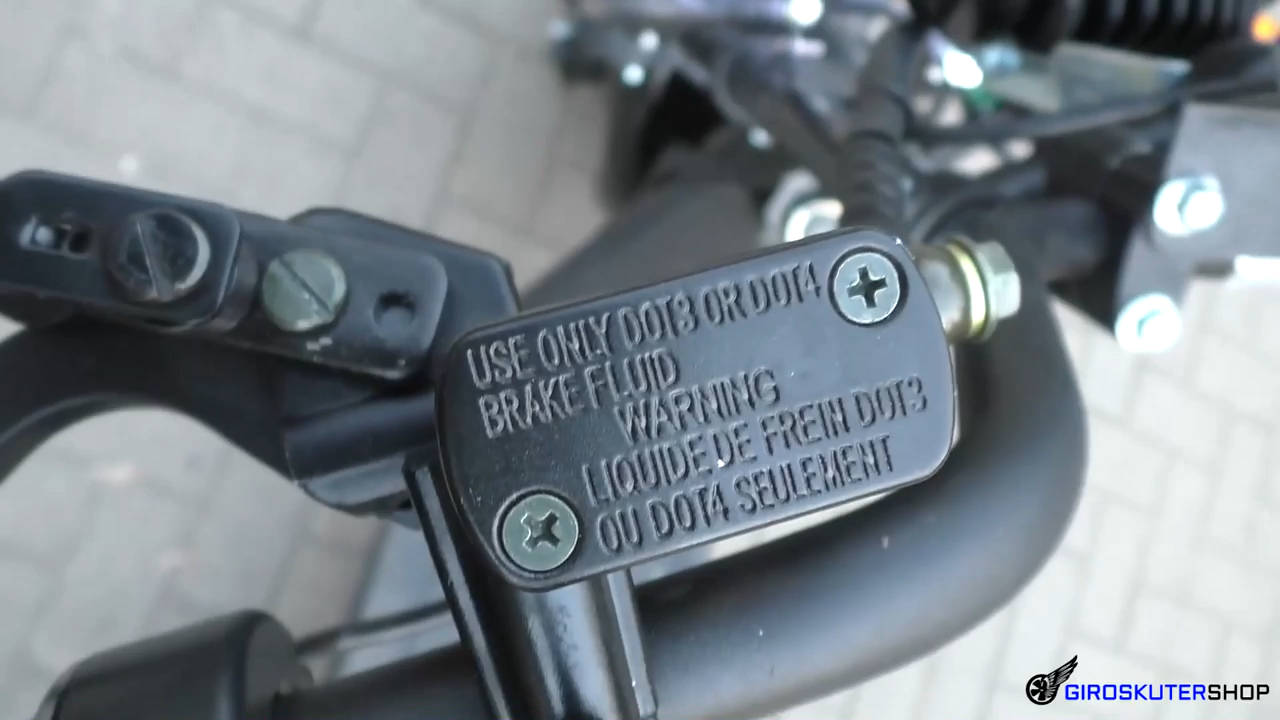 USE ONLY DOT3 OR DOT4
BRAKE FLUID
WARNING
LIQUIDE DE FREIN DOT3
OU DOT4 SEULEMENT
GIROSKUTERSHOP